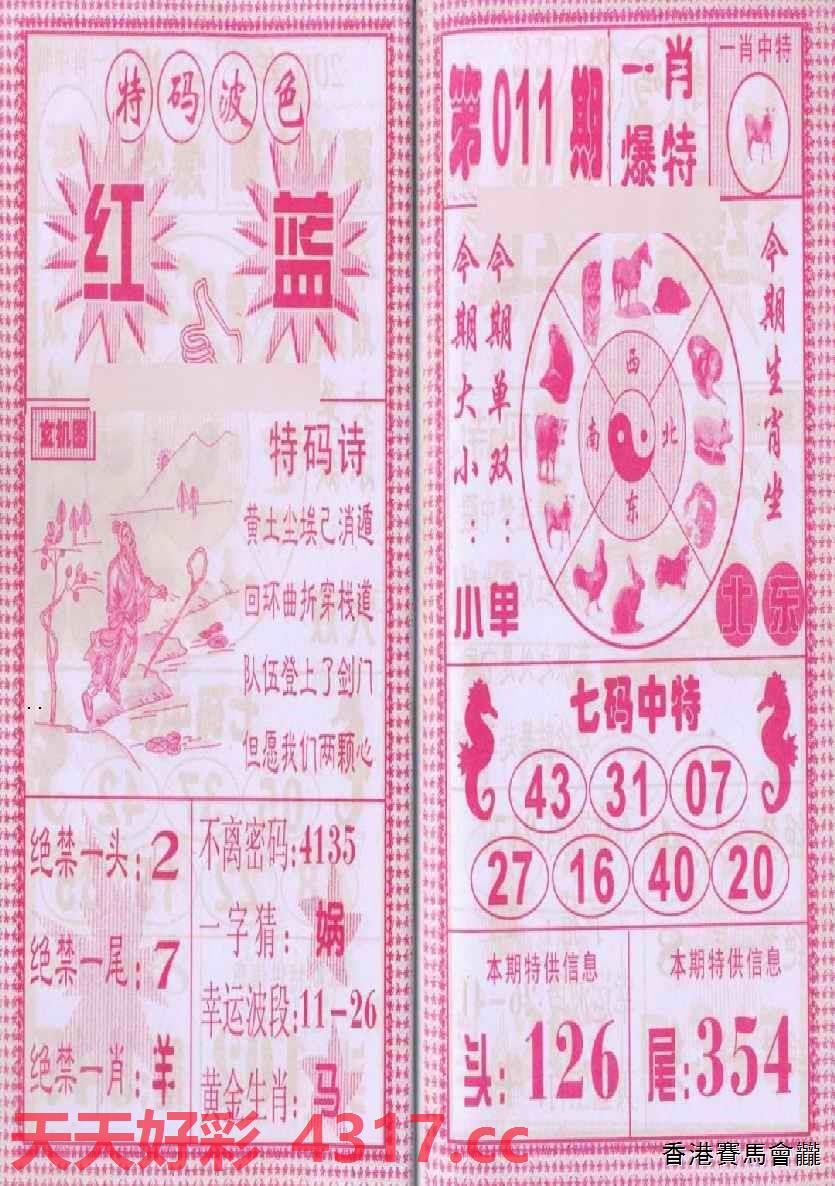 特码波色
红 蓝
玄机图
特码诗
黄土尘埃己消遁
回环曲折穿栈道
队伍登上了剑门
但愿我们两颗心
绝禁一头:2
绝禁一尾:7
绝禁一肖:羊
不离密码:4135
一字猜:娲
幸运波段:11-26
黄金生肖:马
第011期
一肖
爆特
一肖中特
今期大小:小
今期单双:单
西
南 北
东
今期生肖坐
北东
七码中特
43 31 07
27 16 40 20
本期特供信息
头:126
本期特供信息
尾:354
天天好彩 4317.cc
香港賽馬會